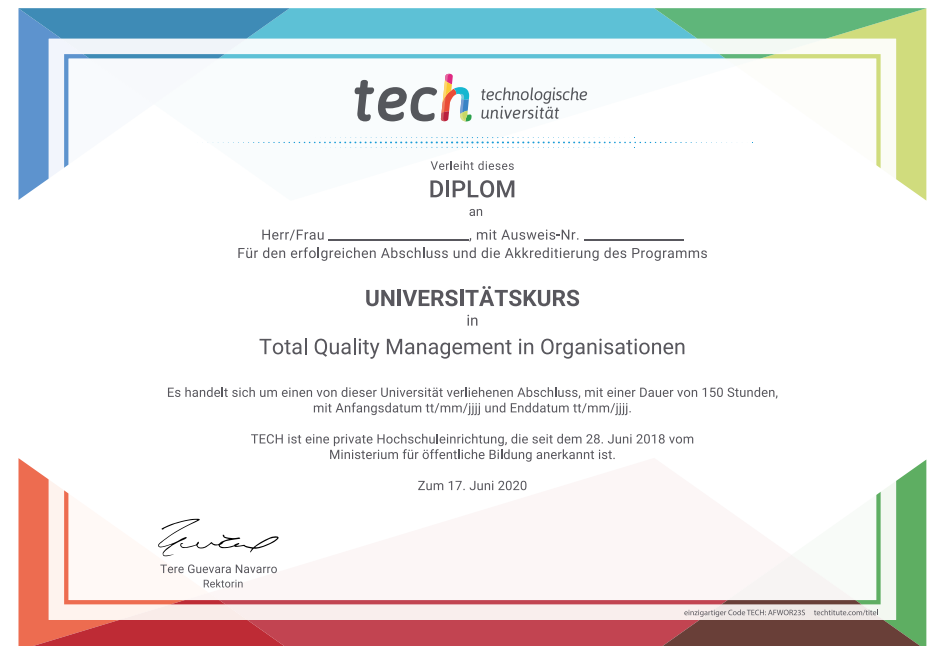 tech technologische
universität
Verleiht dieses
DIPLOM
an
Herr/Frau ____________, mit Ausweis-Nr. ____________
Für den erfolgreichen Abschluss und die Akkreditierung des Programms
UNIVERSITÄTSKURS
in
Total Quality Management in Organisationen
Es handelt sich um einen von dieser Universität verliehenen Abschluss, mit einer Dauer von 150 Stunden,
mit Anfangsdatum tt/mm/jjjj und Enddatum tt/mm/jjjj.
TECH ist eine private Hochschuleinrichtung, die seit dem 28. Juni 2018 vom
Ministerium für öffentliche Bildung anerkannt ist.
Zum 17. Juni 2020
Tere Guevara Navarro
Rektorin
einzigartiger Code TECH: AFWOR23S techtitute.com/titel